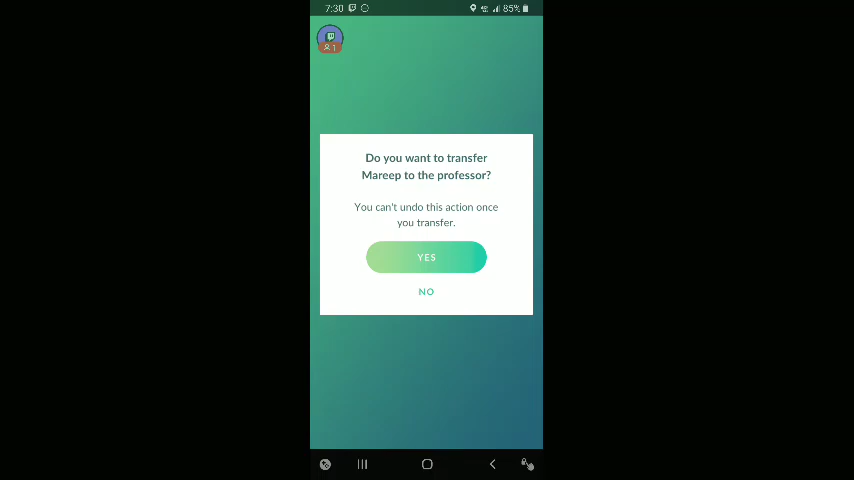 7:30
85%
1
Do you want to transfer
Mareep to the professor?
You can't undo this action once
you transfer.
YES
NO